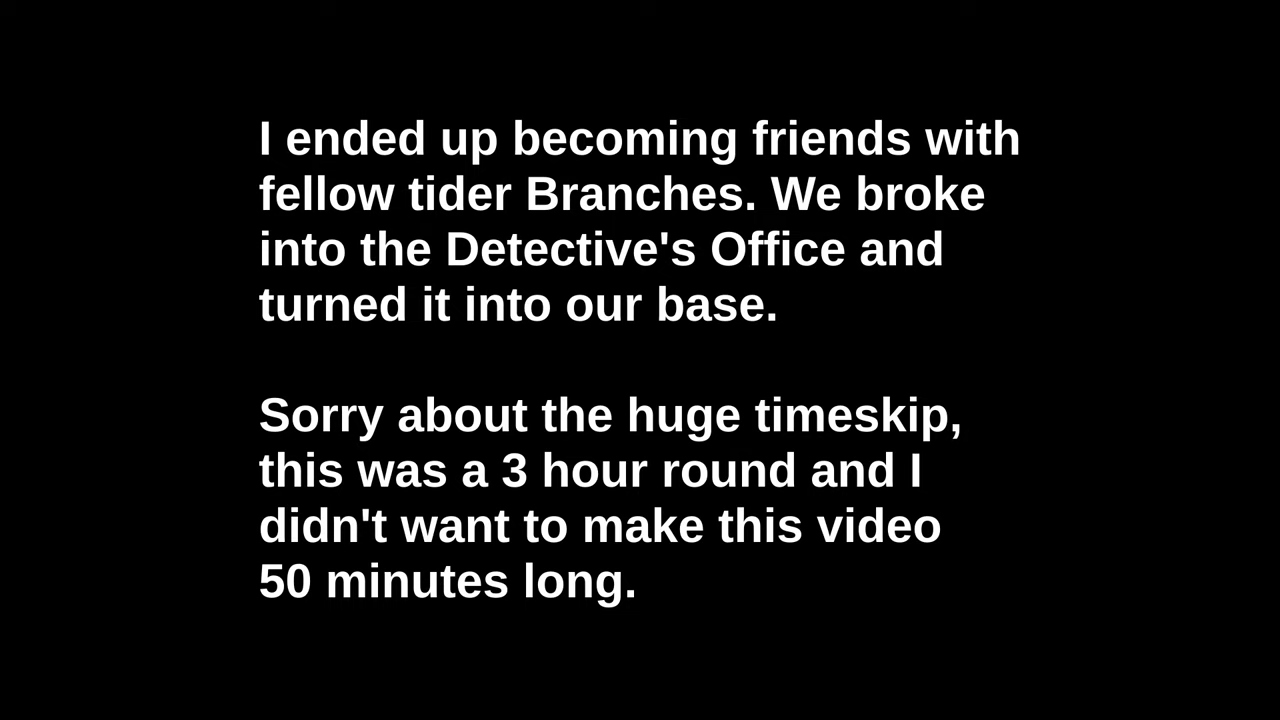 I ended up becoming friends with
fellow tider Branches. We broke
into the Detective's Office and
turned it into our base.
Sorry about the huge timeskip,
this was a 3 hour round and I
didn't want to make this video
50 minutes long.